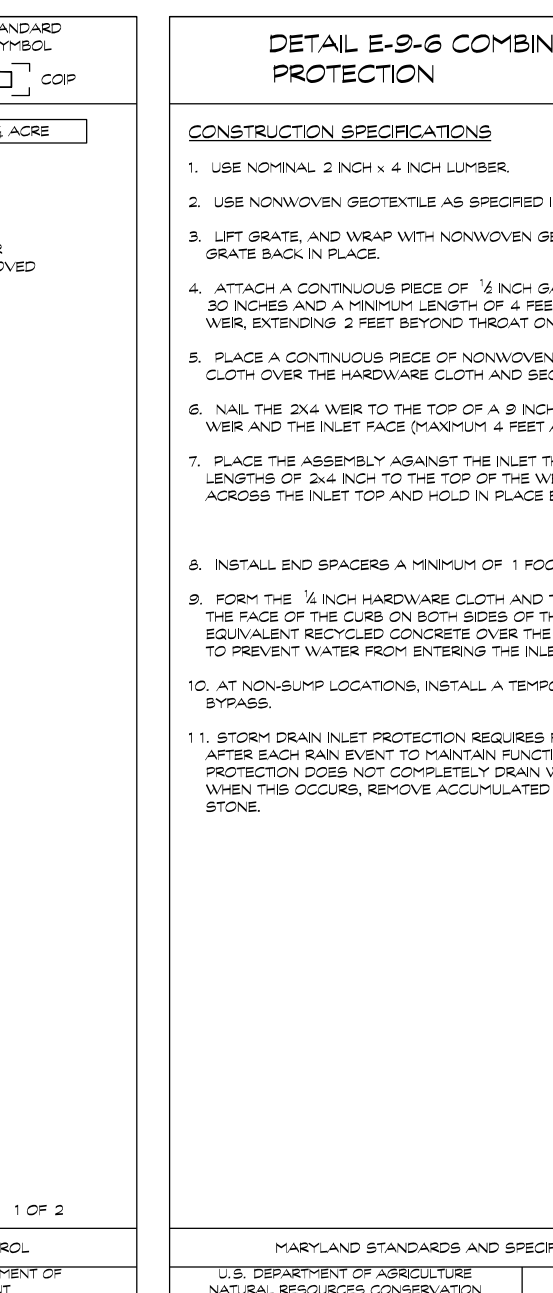 ANDARD
YMBOL
COIP
ACRE
R
OVED
1 OF 2
ROL
MENT OF
NT
DETAIL E-9-6 COMBIN
PROTECTION
CONSTRUCTION SPECIFICATIONS
1. USE NOMINAL 2 INCH x 4 INCH LUMBER.
2. USE NONWOVEN GEOTEXTILE AS SPECIFIED I
3. LIFT GRATE, AND WRAP WITH NONWOVEN GE
GRATE BACK IN PLACE.
4. ATTACH A CONTINUOUS PIECE OF 1/2 INCH GA
30 INCHES AND A MINIMUM LENGTH OF 4 FEE
WEIR, EXTENDING 2 FEET BEYOND THROAT ON
5. PLACE A CONTINUOUS PIECE OF NONWOVEN
CLOTH OVER THE HARDWARE CLOTH AND SEC
6. NAIL THE 2X4 WEIR TO THE TOP OF A 9 INCH
WEIR AND THE INLET FACE (MAXIMUM 4 FEET A
7. PLACE THE ASSEMBLY AGAINST THE INLET TH
LENGTHS OF 2x4 INCH TO THE TOP OF THE WE
ACROSS THE INLET TOP AND HOLD IN PLACE B
8. INSTALL END SPACERS A MINIMUM OF 1 FOO
9. FORM THE 1/4 INCH HARDWARE CLOTH AND T
THE FACE OF THE CURB ON BOTH SIDES OF TH
EQUIVALENT RECYCLED CONCRETE OVER THE
TO PREVENT WATER FROM ENTERING THE INLE
10. AT NON-SUMP LOCATIONS, INSTALL A TEMPO
BYPASS.
11. STORM DRAIN INLET PROTECTION REQUIRES F
AFTER EACH RAIN EVENT TO MAINTAIN FUNCTI
PROTECTION DOES NOT COMPLETELY DRAIN W
WHEN THIS OCCURS, REMOVE ACCUMULATED
STONE.
MARYLAND STANDARDS AND SPECIF
U.S. DEPARTMENT OF AGRICULTURE
NATURAL RESOURCES CONSERVATION